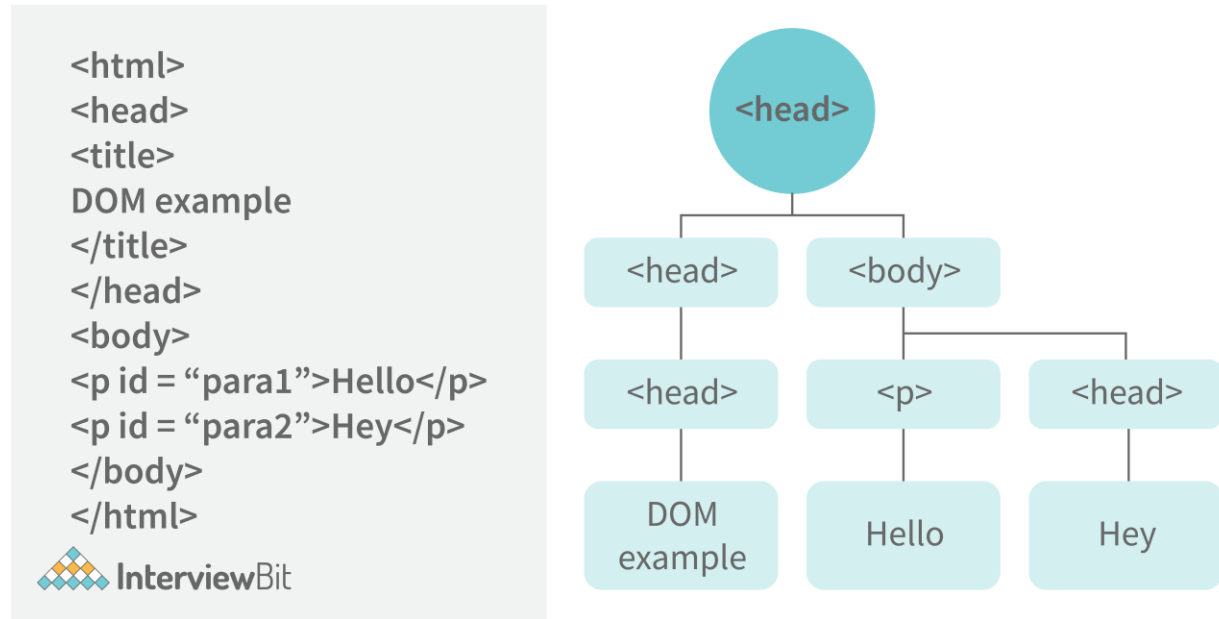 <html>
<head>
<title>
DOM example
</title>
</head>
<body>
<p id = “para1”>Hello</p>
<p id = “para2”>Hey</p>
</body>
</html>
InterviewBit
<head>
<head>
<body>
<head>
<p>
<head>
DOM
example
Hello
Hey